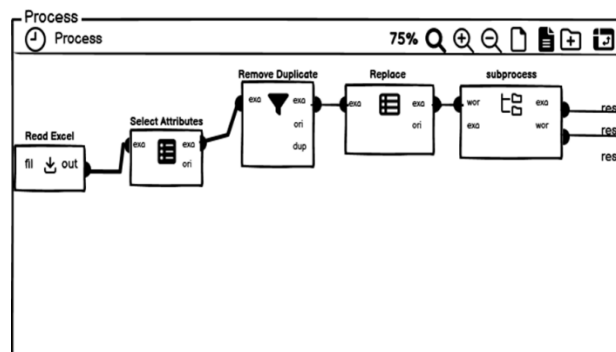 Process
Process
75%
Remove Duplicate
Replace
subprocess
Select Attributes
Read Excel
exa
exa
ori
dup
exa
exa
ori
wor
exa
exa
wor
res
res
res
exa
exa
ori
fil
out